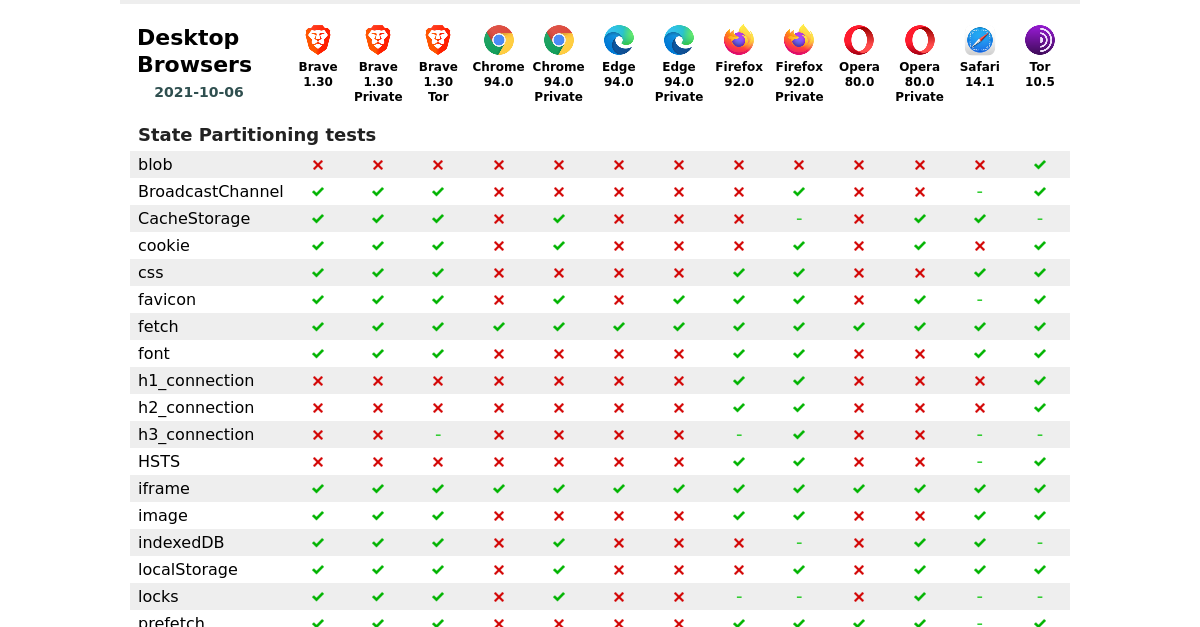 Desktop
Browsers
2021-10-06
Brave Brave Brave Chrome Chrome Edge Edge Firefox Firefox Opera Opera Safari Tor
1.30 1.30 1.30 94.0 94.0 94.0 94.0 92.0 92.0 80.0 80.0 14.1 10.5
Private Tor Private Private Private Private
State Partitioning tests
blob
BroadcastChannel
CacheStorage
cookie
css
favicon
fetch
font
h1_connection
h2_connection
h3_connection
HSTS
iframe
image
indexedDB
localStorage
locks
prefetch